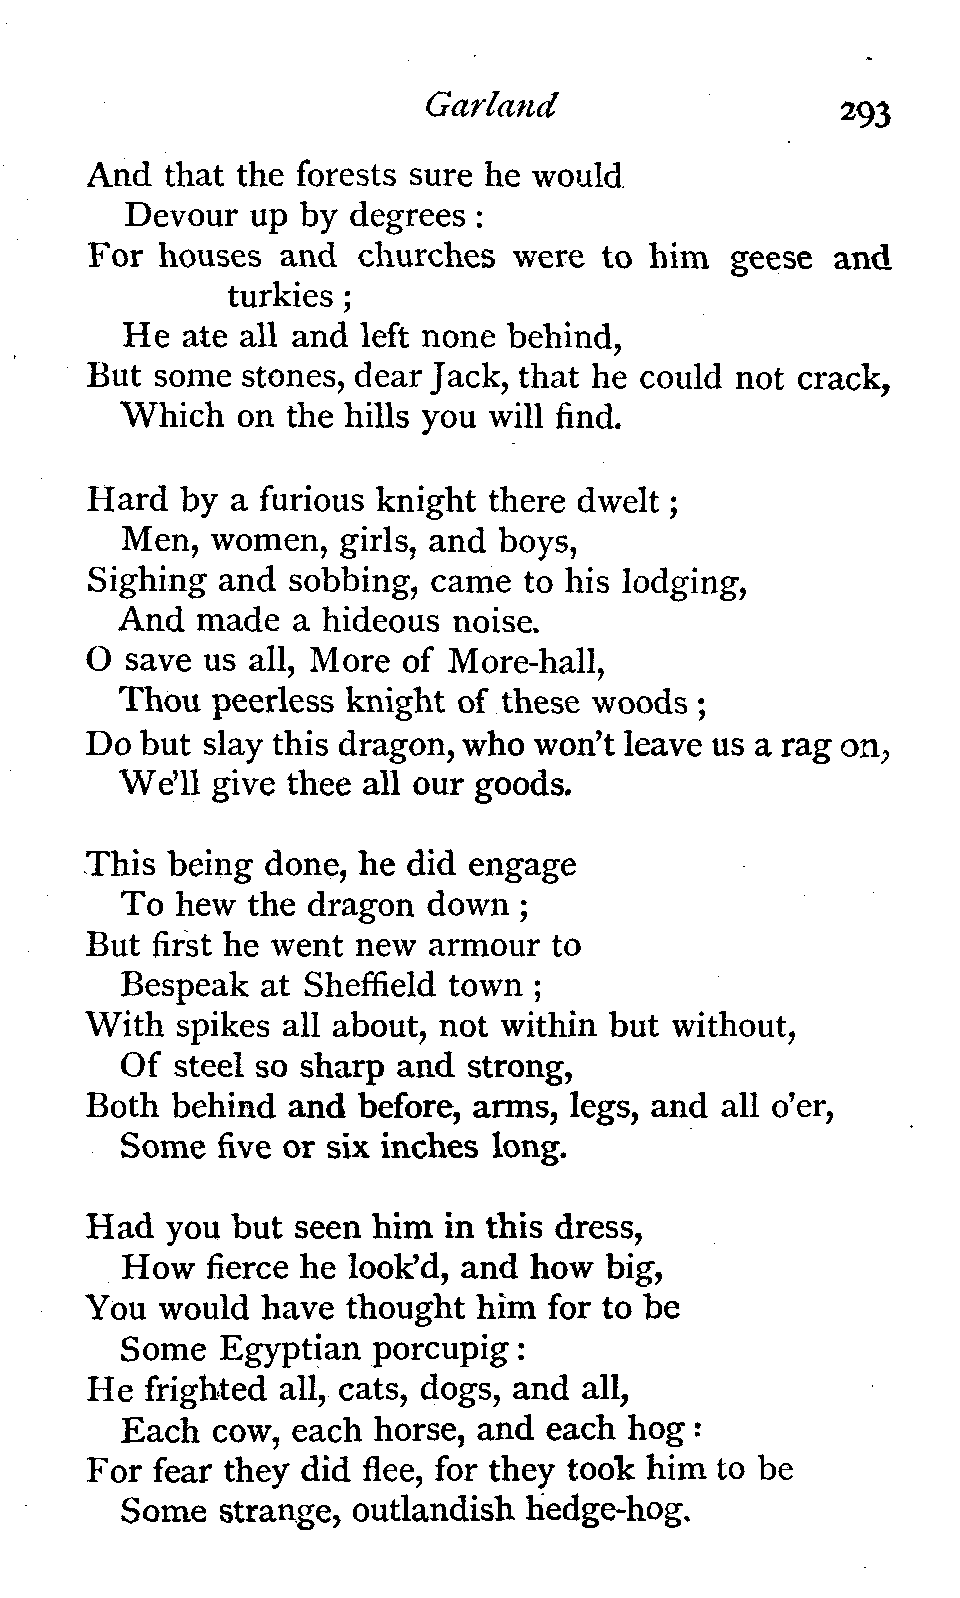 Garland 293
And that the forests sure he would
Devour up by degrees :
For houses and churches were to him geese and
turkies ;
He ate all and left none behind,
But some stones, dear Jack, that he could not crack,
Which on the hills you will find.
Hard by a furious knight there dwelt ;
Men, women, girls, and boys,
Sighing and sobbing, came to his lodging,
And made a hideous noise.
O save us all, More of More-hall,
Thou peerless knight of these woods ;
Do but slay this dragon, who won't leave us a rag on,
We'll give thee all our goods.
This being done, he did engage
To hew the dragon down ;
But first he went new armour to
Bespeak at Sheffield town ;
With spikes all about, not within but without,
Of steel so sharp and strong,
Both behind and before, arms, legs, and all o'er,
Some five or six inches long.
Had you but seen him in this dress,
How fierce he look'd, and how big,
You would have thought him for to be
Some Egyptian porcupig :
He frighted all, cats, dogs, and all,
Each cow, each horse, and each hog :
For fear they did flee, for they took him to be
Some strange, outlandish hedge-hog.